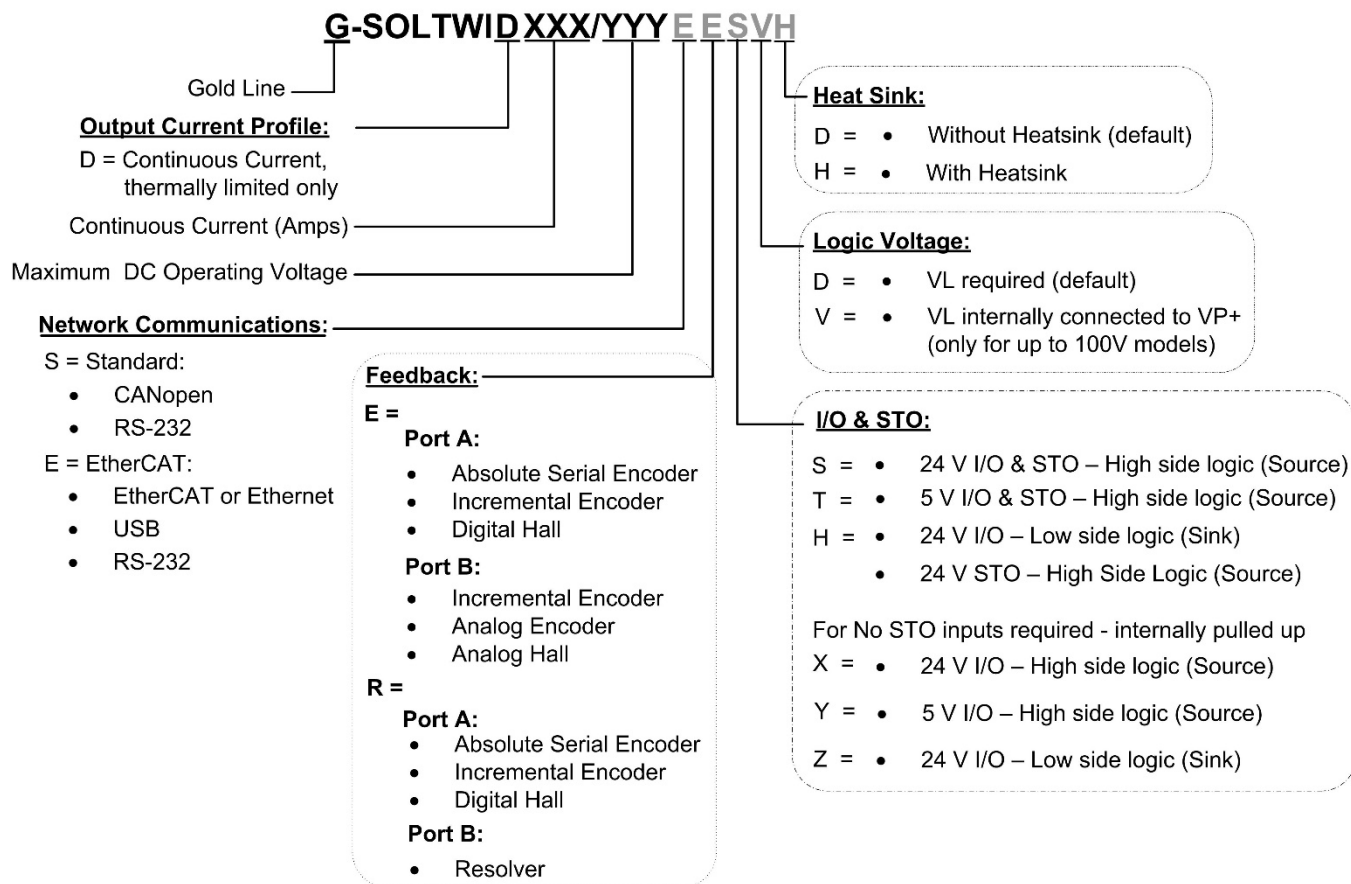 G-SOLTWIDXXX/YYYEESVH
Gold Line
Output Current Profile:
D = Continuous Current,
thermally limited only
Continuous Current (Amps)
Maximum DC Operating Voltage
Network Communications:
S = Standard:
• CANopen
• RS-232
E = EtherCAT:
• EtherCAT or Ethernet
• USB
• RS-232
Feedback:
E =
Port A:
• Absolute Serial Encoder
• Incremental Encoder
• Digital Hall
Port B:
• Incremental Encoder
• Analog Encoder
• Analog Hall
R =
Port A:
• Absolute Serial Encoder
• Incremental Encoder
• Digital Hall
Port B:
• Resolver
Heat Sink:
D = • Without Heatsink (default)
H = • With Heatsink
Logic Voltage:
D = • VL required (default)
V = • VL internally connected to VP+
(only for up to 100V models)
I/O & STO:
S = • 24 V I/O & STO – High side logic (Source)
T = • 5 V I/O & STO – High side logic (Source)
H = • 24 V I/O – Low side logic (Sink)
• 24 V STO – High Side Logic (Source)
For No STO inputs required - internally pulled up
X = • 24 V I/O – High side logic (Source)
Y = • 5 V I/O – High side logic (Source)
Z = • 24 V I/O – Low side logic (Sink)